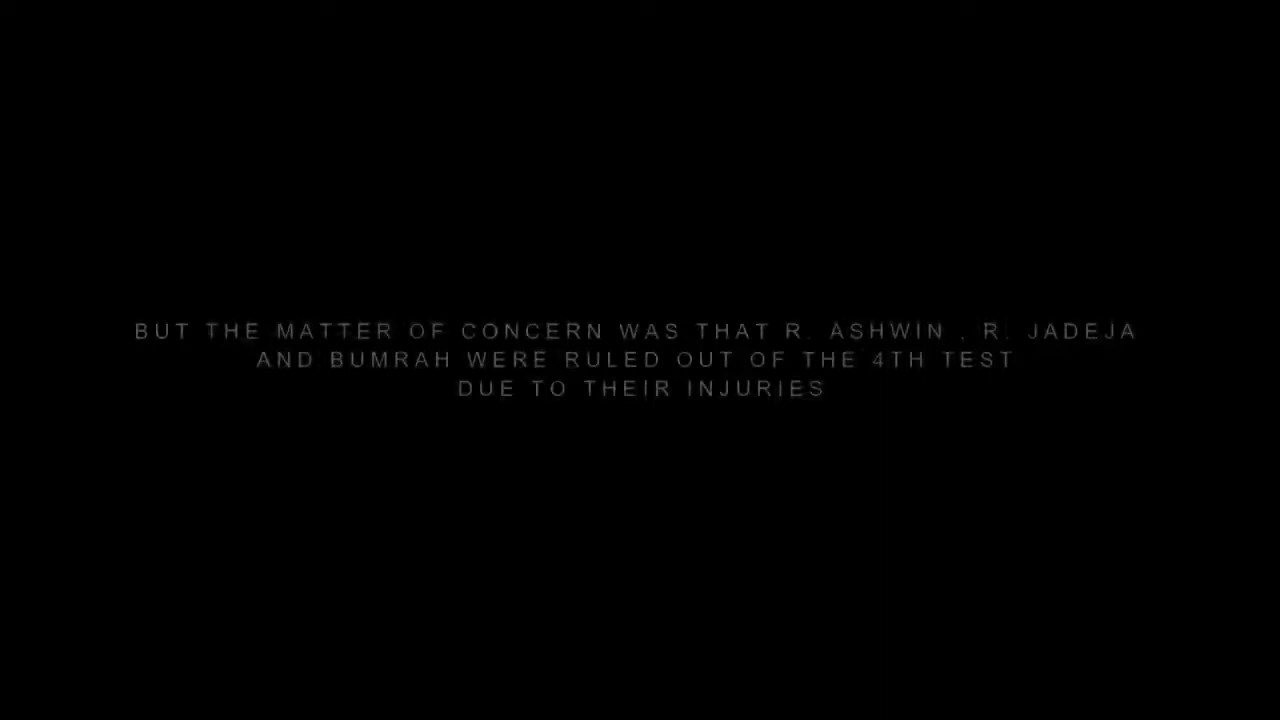 BUT THE MATTER OF CONCERN WAS THAT R. ASHWIN , R. JADEJA
AND BUMRAH WERE RULED OUT OF THE 4TH TEST
DUE TO THEIR INJURIES